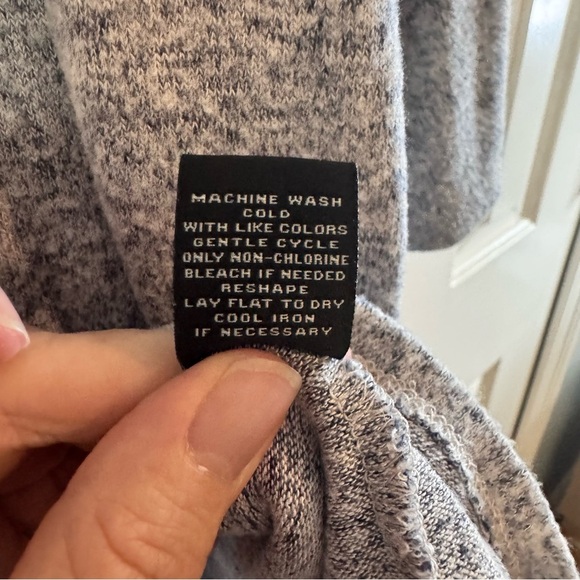 MACHINE WASH
COLD
WITH LIKE COLORS
GENTLE CYCLE
ONLY NON-CHLORINE
BLEACH IF NEEDED
RESHAPE
LAY FLAT TO DRY
COOL IRON
IF NECESSARY